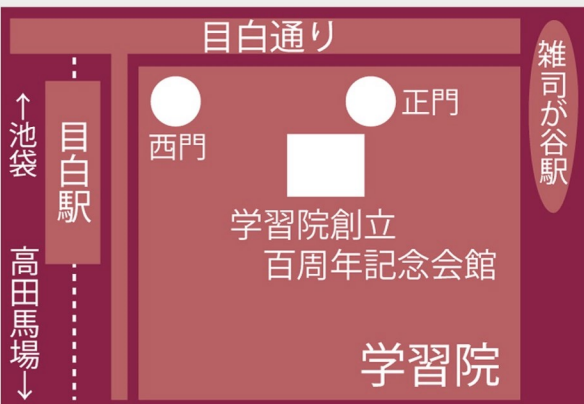 目白通り
雑司が谷駅
正門
西門
←池袋
目白駅
学習院創立
百周年記念会館
高田馬場→
学習院